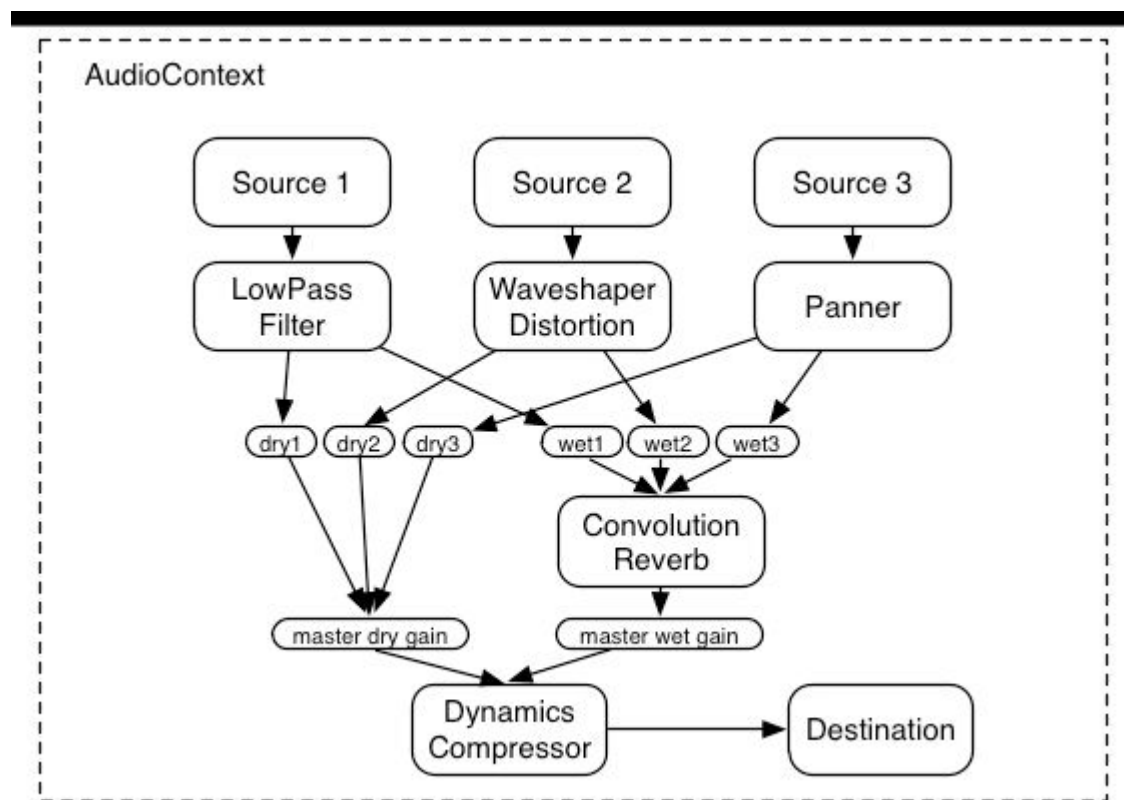 AudioContext
Source 1
Source 2
Source 3
LowPass
Filter
Waveshaper
Distortion
Panner
dry1
dry2
dry3
wet1
wet2
wet3
Convolution
Reverb
master dry gain
master wet gain
Dynamics
Compressor
Destination